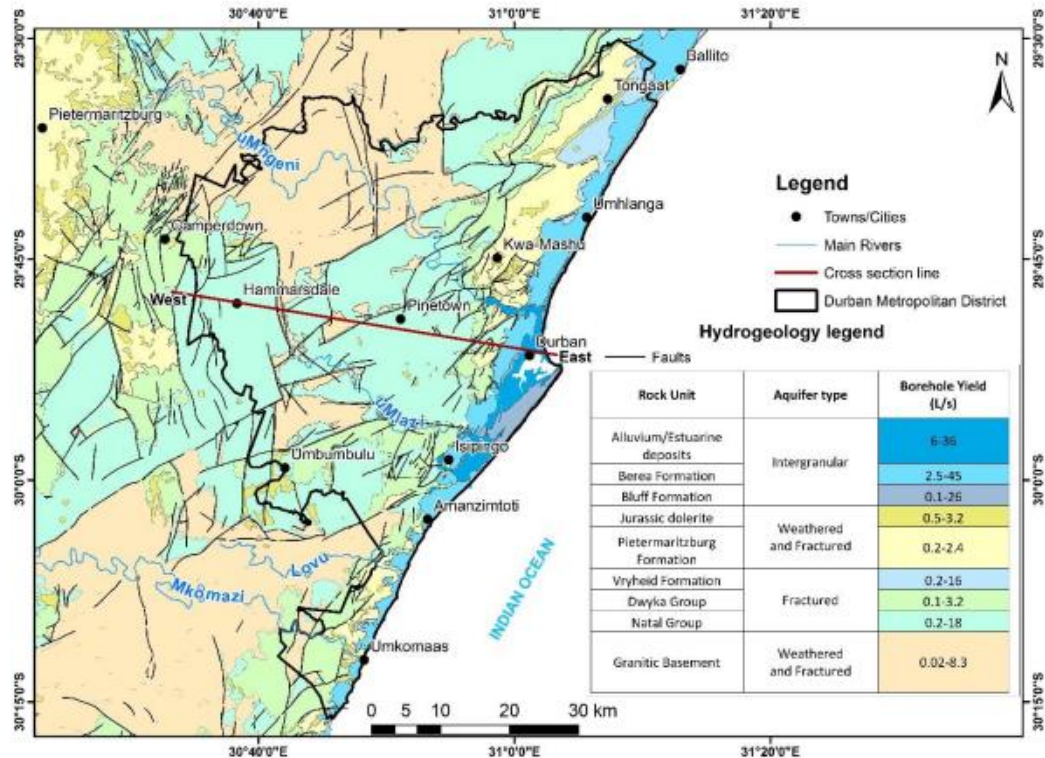 30°40'0"S 31°0'0"S 31°20'0"S
29°30'0"S
29°30'0"S
Ballito
N
Tongaat
Pietermaritzburg
uMngeni
Legend
Umhlanga
Towns/Cities
Camperdown
Kwa-Mashu
Main Rivers
29°45'0"S
29°45'0"S
Cross section line
West
Hammarsdale
Durban Metropolitan District
Pinetown
Hydrogeology legend
Durban
East
Faults
Rock Unit Aquifer type Borehole Yield
(L/s)
uMlazi
Alluvium/Estuarine
deposits
6-36
Isipingo
Intergranular
Umbumbulu
Berea Formation 2.5-45
30°0'0"S
30°0'0"S
Bluff Formation 0.1-26
Amanzimtoti
Jurassic dolerite 0.5-3.2
Weathered
and Fractured
Pietermaritzburg
Formation
0.2-2.4
Lovu
Mkomazi
INDIAN OCEAN
Vryheid Formation 0.2-16
Dwyka Group Fractured 0.1-3.2
Natal Group 0.2-18
Umkomaas
Granitic Basement Weathered
and Fractured
0.02-8.3
30°15'0"S
30°15'0"S
0 5 10 20 30 km
30°40'0"S 31°0'0"S 31°20'0"S